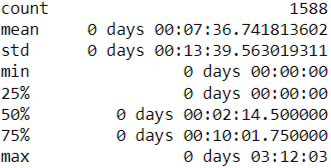 count 1588
mean 0 days 00:07:36.741813602
std 0 days 00:13:39.563019311
min 0 days 00:00:00
25% 0 days 00:00:00
50% 0 days 00:02:14.500000
75% 0 days 00:10:01.750000
max 0 days 03:12:03